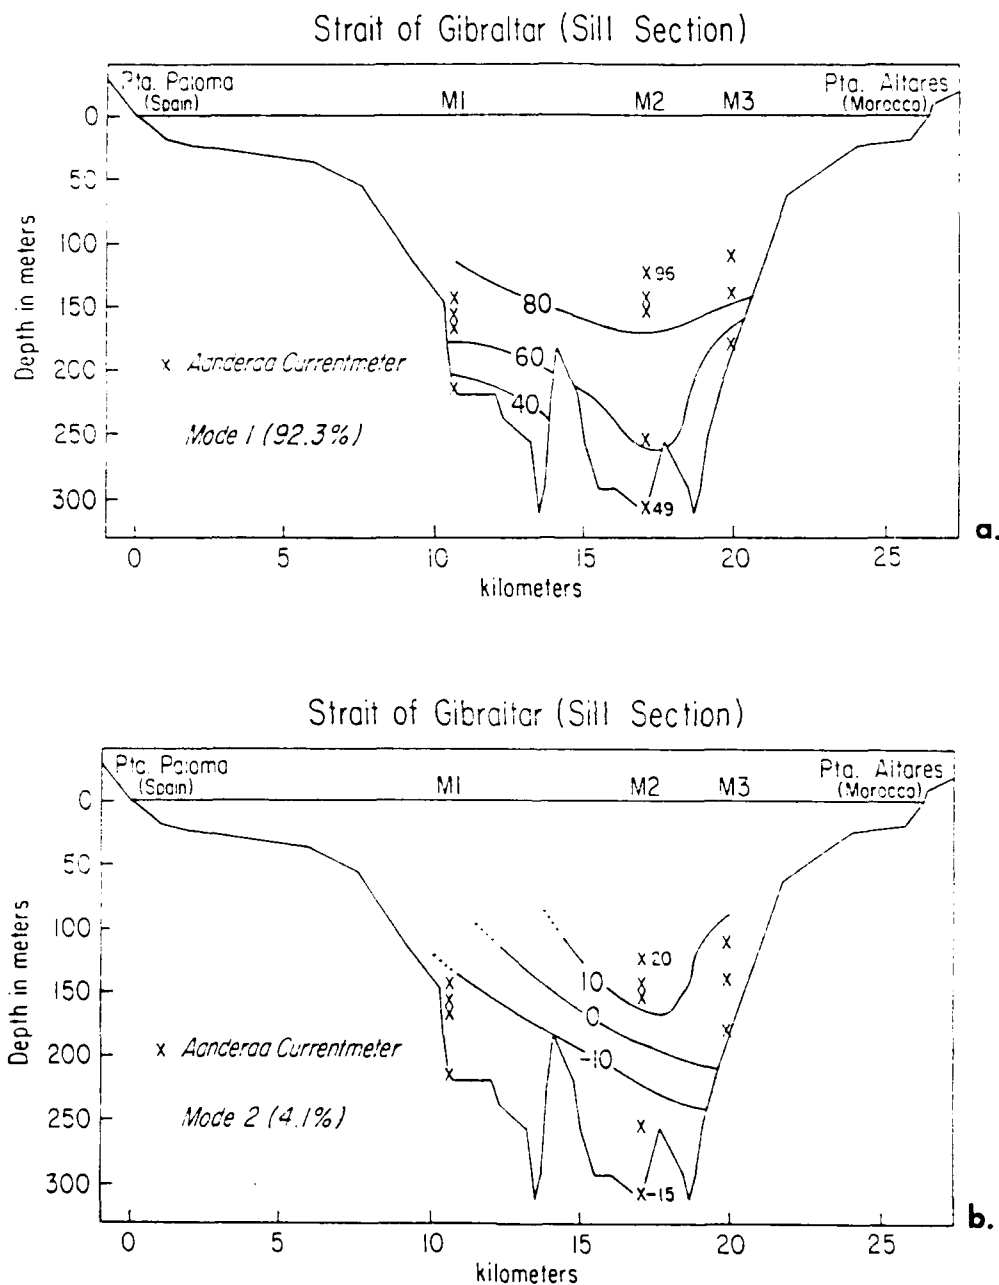 Strait of Gibraltar (Sill Section)
Pta. Paloma
(Spain)
M1
M2
M3
Pta. Altares
(Morocco)
0
50
100
150
200
250
300
Depth in meters
x96
80
60
40
x49
x Aanderaa Currentmeter
Mode 1 (92.3%)
0
5
10
15
20
25
kilometers
a.
Strait of Gibraltar (Sill Section)
Pta. Paloma
(Spain)
M1
M2
M3
Pta. Altares
(Morocco)
0
50
100
150
200
250
300
Depth in meters
x20
10
0
-10
x-15
x Aanderaa Currentmeter
Mode 2 (4.1%)
0
5
10
15
20
25
kilometers
b.